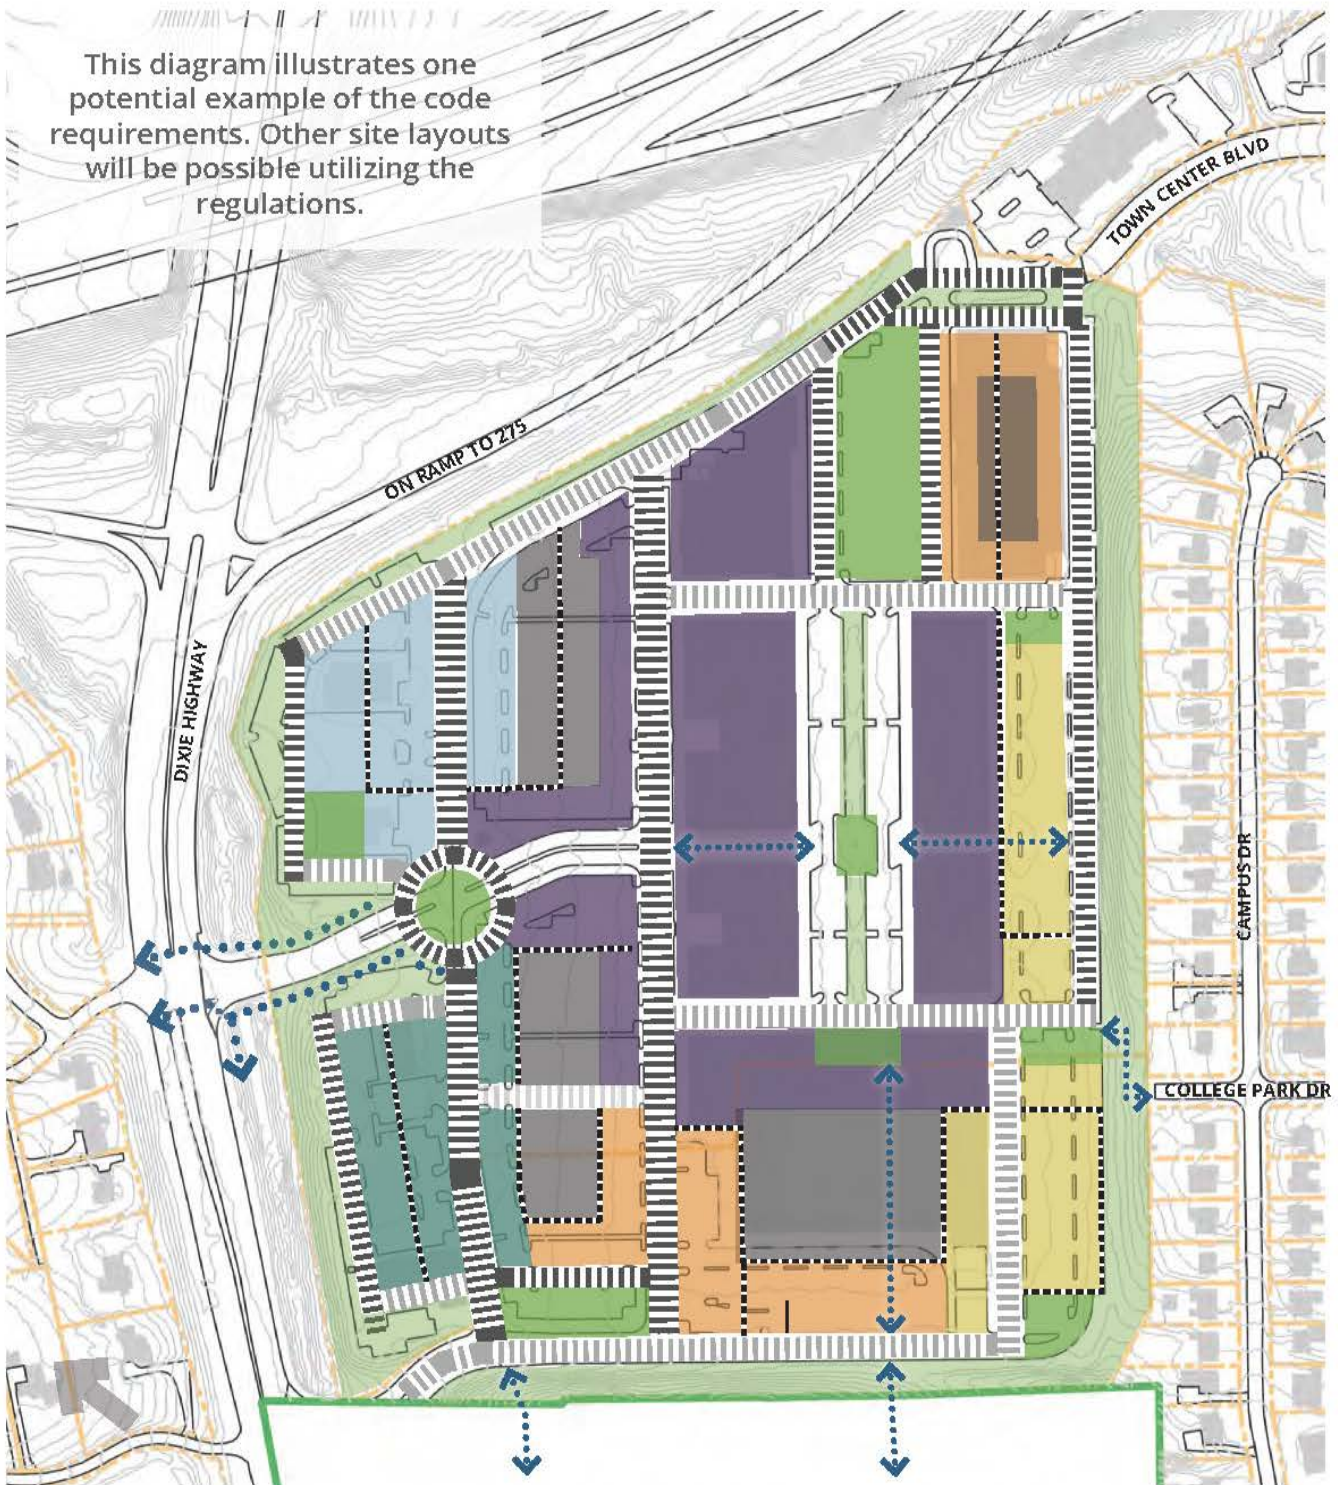 This diagram illustrates one
potential example of the code
requirements. Other site layouts
will be possible utilizing the
regulations.
TOWN CENTER BLVD
ON RAMP TO 275
DIXIE HIGHWAY
CAMPUS DR
COLLEGE PARK DR